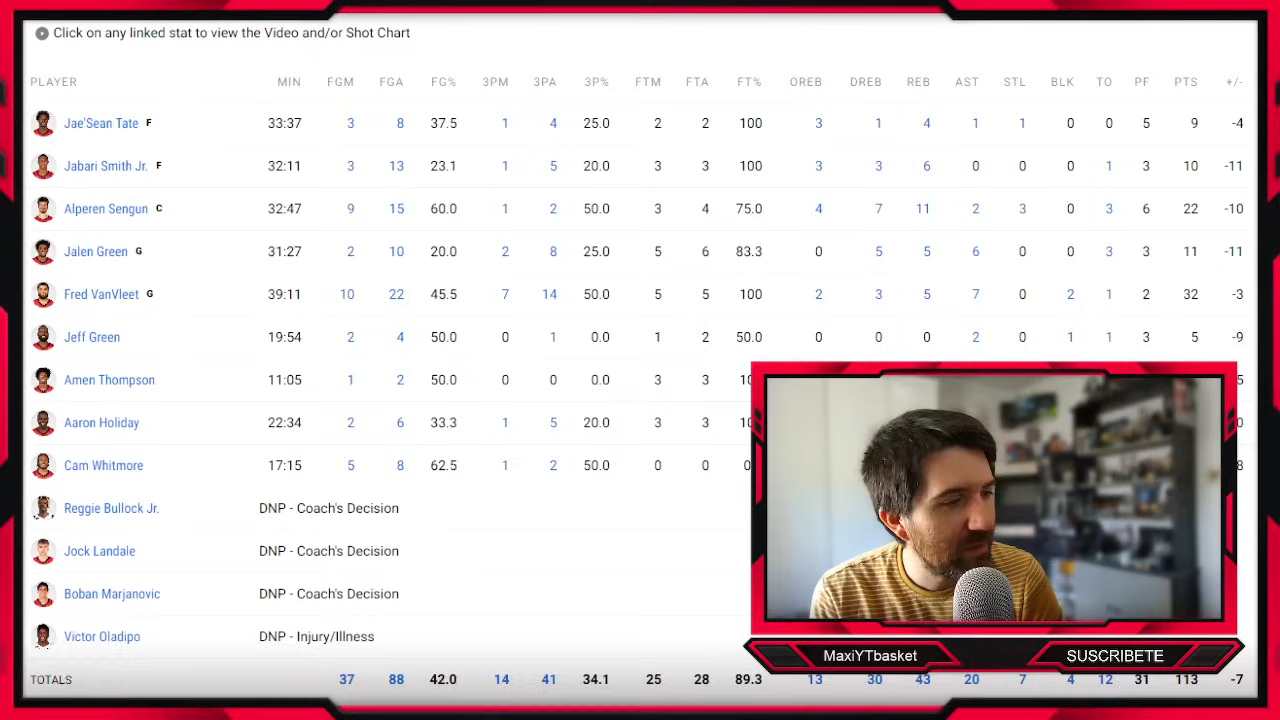 Click on any linked stat to view the Video and/or Shot Chart
PLAYER MIN FGM FGA FG% 3PM 3PA 3P% FTM FTA FT% OREB DREB REB AST STL BLK TO PF PTS +/-
Jae'Sean Tate F 33:37 3 8 37.5 1 4 25.0 2 2 100 3 1 4 1 1 0 0 5 9 -4
Jabari Smith Jr. F 32:11 3 13 23.1 1 5 20.0 3 3 100 3 3 6 0 0 0 1 3 10 -11
Alperen Sengun C 32:47 9 15 60.0 1 2 50.0 3 4 75.0 4 7 11 2 3 0 3 6 22 -10
Jalen Green G 31:27 2 10 20.0 2 8 25.0 5 6 83.3 0 5 5 6 0 0 3 3 11 -11
Fred VanVleet G 39:11 10 22 45.5 7 14 50.0 5 5 100 2 3 5 7 0 2 1 2 32 -3
Jeff Green 19:54 2 4 50.0 0 1 0.0 1 2 50.0 0 0 0 2 0 1 1 3 5 -9
Amen Thompson 11:05 1 2 50.0 0 0 0.0 3 3
Aaron Holiday 22:34 2 6 33.3 1 5 20.0 3 3
Cam Whitmore 17:15 5 8 62.5 1 2 50.0 0 0
Reggie Bullock Jr. DNP - Coach's Decision
Jock Landale DNP - Coach's Decision
Boban Marjanovic DNP - Coach's Decision
Victor Oladipo DNP - Injury/Illness
MaxiYTbasket SUSCRIBETE
TOTALS 37 88 42.0 14 41 34.1 25 28 89.3 13 30 43 20 7 4 12 31 113 -7